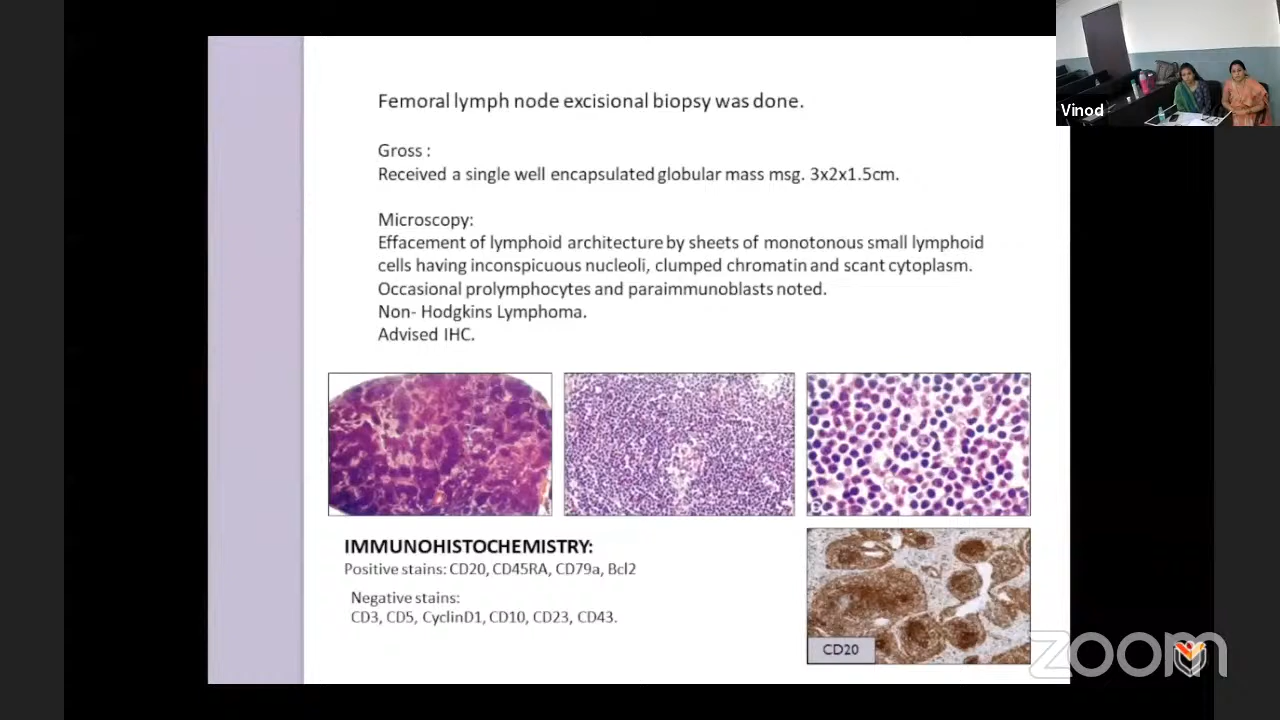 Vinod
Femoral lymph node excisional biopsy was done.
Gross :
Received a single well encapsulated globular mass msg. 3x2x1.5cm.
Microscopy:
Effacement of lymphoid architecture by sheets of monotonous small lymphoid
cells having inconspicuous nucleoli, clumped chromatin and scant cytoplasm.
Occasional prolymphocytes and paraimmunoblasts noted.
Non- Hodgkins Lymphoma.
Advised IHC.
IMMUNOHISTOCHEMISTRY:
Positive stains: CD20, CD45RA, CD79a, Bcl2
Negative stains:
CD3, CD5, CyclinD1, CD10, CD23, CD43.
CD20
zoom